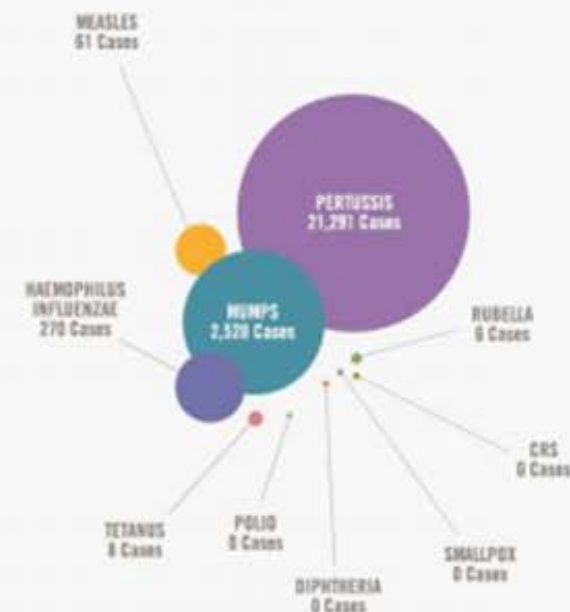 MEASLES
61 Cases
PERTUSSIS
21,291 Cases
HAEMOPHILUS
INFLUENZAE
270 Cases
MUMPS
2,528 Cases
RUBELLA
6 Cases
CRS
0 Cases
TETANUS
8 Cases
POLIO
0 Cases
SMALLPOX
0 Cases
DIPHTHERIA
0 Cases